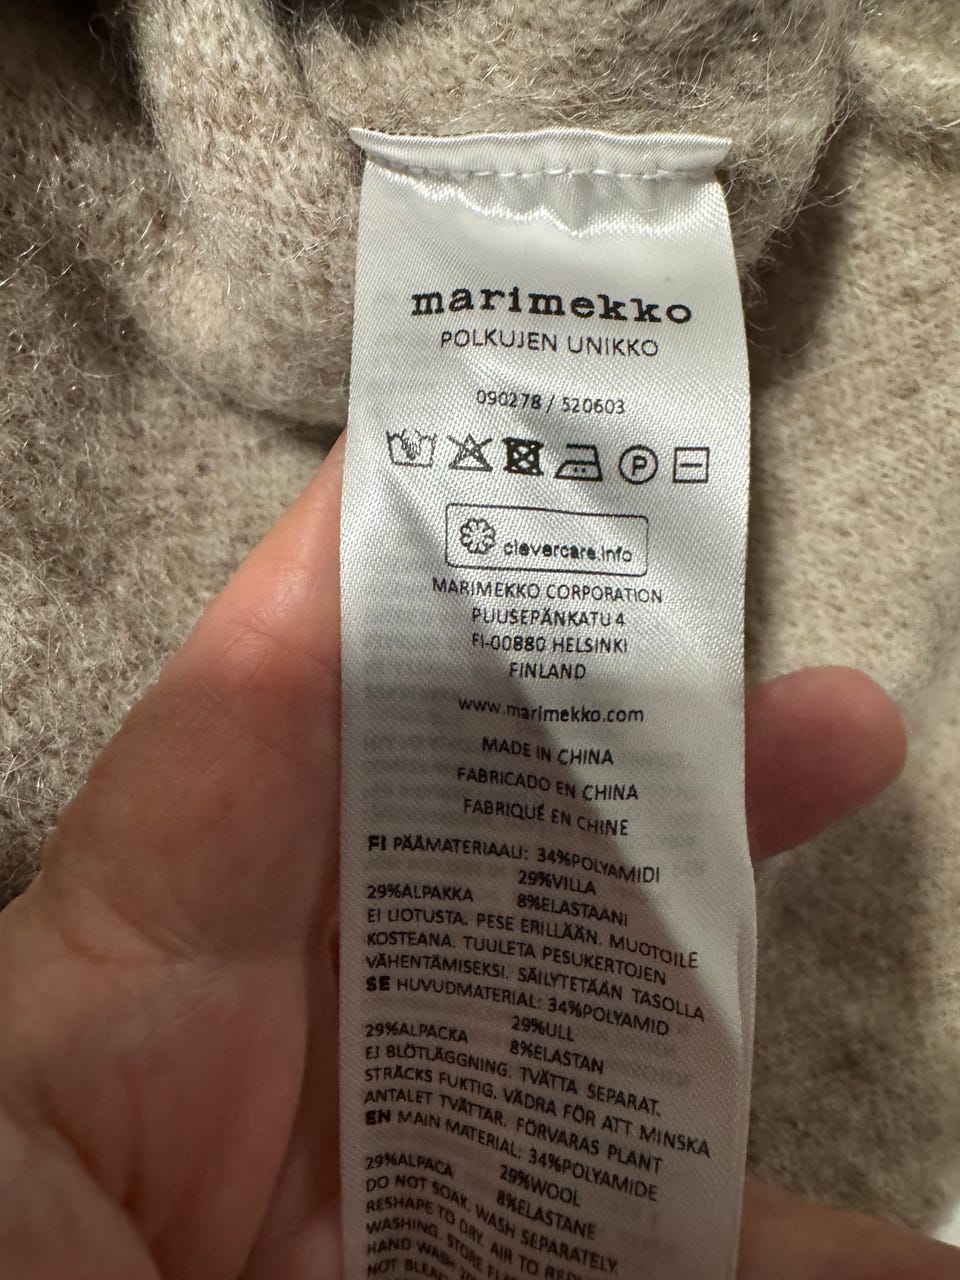 marimekko
POLKUJEN UNIKKO
090278 / 520603
P
clevercare.info
MARIMEKKO CORPORATION
PUUSEPÄNKATU 4
FI-00880 HELSINKI
FINLAND
www.marimekko.com
MADE IN CHINA
FABRICADO EN CHINA
FABRIQUÉ EN CHINE
FI PÄÄMATERIAALI: 34%POLYAMIDI
29%VILLA
29%ALPAKKA 8%ELASTAANI
EI LIOTUSTA. PESE ERILLÄÄN. MUOTOILE
KOSTEANA. TUULETA PESUKERTOJEN
VÄHENTÄMISEKSI. SÄILYTETÄÄN TASOLLA
SE HUVUDMATERIAL: 34%POLYAMID
29%ULL
29%ALPACKA 8%ELASTAN
EJ BLÖTLÄGGNING. TVÄTTA SEPARAT.
STRÄCKS FUKTIG. VÄDRA FÖR ATT MINSKA
ANTALET TVÄTTAR. FÖRVARAS PLANT
EN MAIN MATERIAL: 34%POLYAMIDE
29%WOOL
29%ALPACA 8%ELASTANE
DO NOT SOAK. WASH SEPARATELY.
RESHAPE TO DRY. AIR TO
WASHING. STORE
HAND WASH
NOT